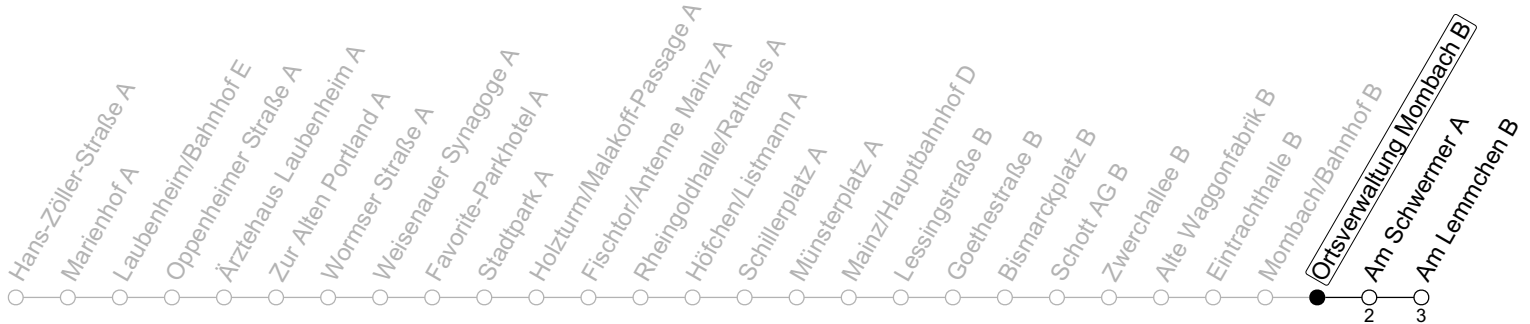 Hans-Zöller-Straße A
Marienhof A
Laubenheim/Bahnhof E
Oppenheimer Straße A
Ärztehaus Laubenheim A
Zur Alten Portland A
Wormser Straße A
Weisenauer Synagoge A
Favorite-Parkhotel A
Stadtpark A
Holzturm/Malakoff-Passage A
Fischtor/Antenne Mainz A
Rheingoldhalle/Rathaus A
Höfchen/Listmann A
Schillerplatz A
Münsterplatz A
Mainz/Hauptbahnhof D
Lessingstraße B
Goethestraße B
Bismarckplatz B
Schott AG B
Zwerchallee B
Alte Waggonfabrik B
Eintrachthalle B
Mombach/Bahnhof B
Ortsverwaltung Mombach B
Am Schwermer A
Am Lemmchen B
2
3